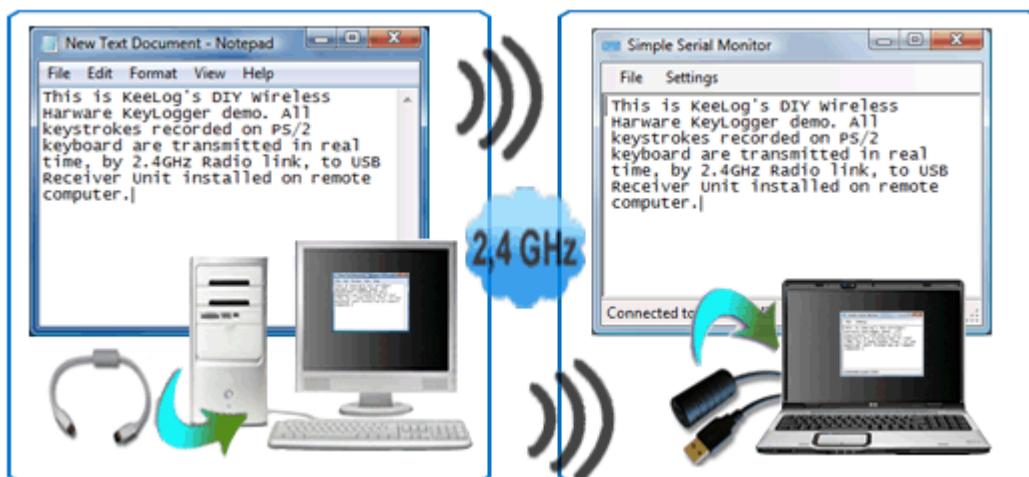 New Text Document - Notepad
File Edit Format View Help
This is KeeLog's DIY Wireless
Harware KeyLogger demo. All
keystrokes recorded on PS/2
keyboard are transmitted in real
time, by 2.4GHz Radio link, to USB
Receiver Unit installed on remote
computer.
2,4 GHz
Simple Serial Monitor
File Settings
This is KeeLog's DIY Wireless
Harware KeyLogger demo. All
keystrokes recorded on PS/2
keyboard are transmitted in real
time, by 2.4GHz Radio link, to USB
Receiver Unit installed on remote
computer.
Connected to